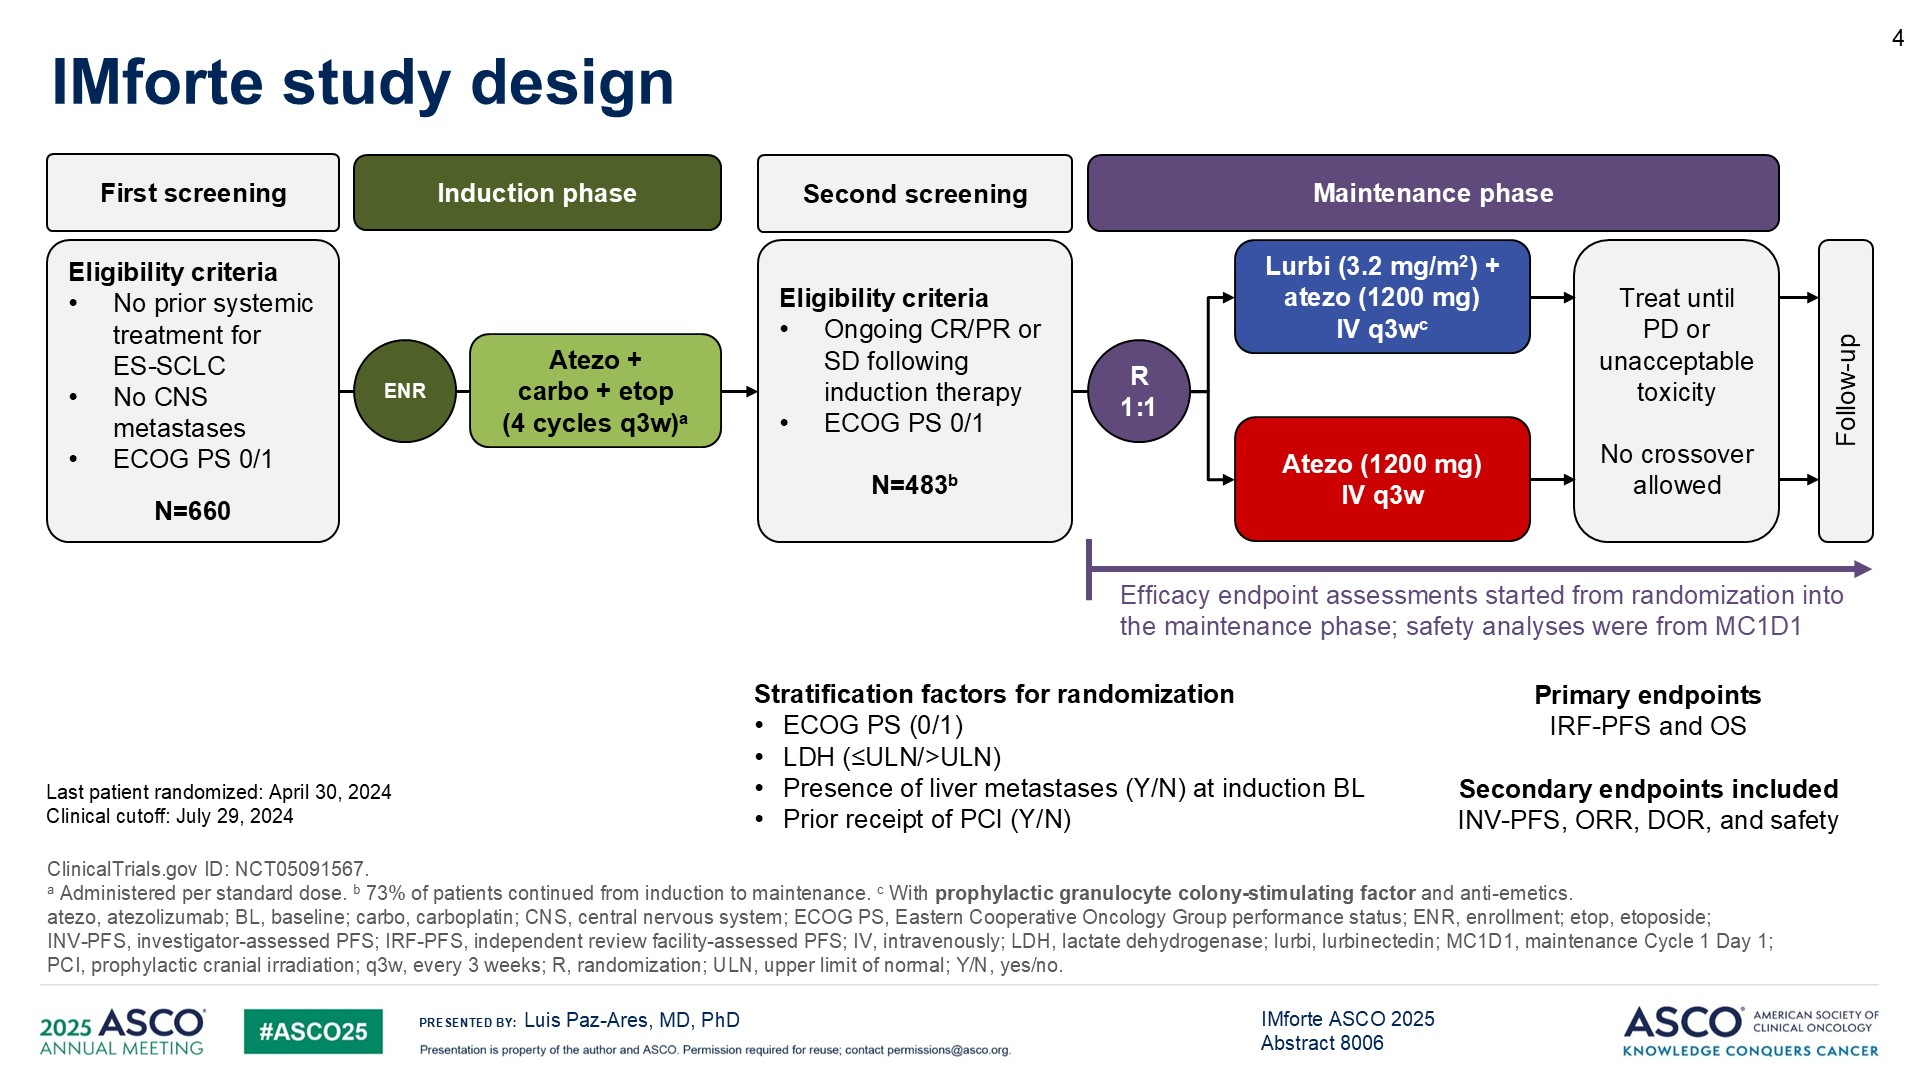 4
IMforte study design
First screening
Induction phase
Second screening
Maintenance phase
Eligibility criteria
• No prior systemic
treatment for
ES-SCLC
• No CNS
metastases
• ECOG PS 0/1
N=660
ENR
Atezo +
carbo + etop
(4 cycles q3w)ᵃ
Eligibility criteria
• Ongoing CR/PR or
SD following
induction therapy
• ECOG PS 0/1
N=483ᵇ
R
1:1
Lurbi (3.2 mg/m²) +
atezo (1200 mg)
IV q3wᶜ
Atezo (1200 mg)
IV q3w
Treat until
PD or
unacceptable
toxicity
No crossover
allowed
Follow-up
Efficacy endpoint assessments started from randomization into
the maintenance phase; safety analyses were from MC1D1
Stratification factors for randomization
• ECOG PS (0/1)
• LDH (≤ULN/>ULN)
• Presence of liver metastases (Y/N) at induction BL
• Prior receipt of PCI (Y/N)
Primary endpoints
IRF-PFS and OS
Secondary endpoints included
INV-PFS, ORR, DOR, and safety
Last patient randomized: April 30, 2024
Clinical cutoff: July 29, 2024
ClinicalTrials.gov ID: NCT05091567.
ᵃ Administered per standard dose. ᵇ 73% of patients continued from induction to maintenance. ᶜ With prophylactic granulocyte colony-stimulating factor and anti-emetics.
atezo, atezolizumab; BL, baseline; carbo, carboplatin; CNS, central nervous system; ECOG PS, Eastern Cooperative Oncology Group performance status; ENR, enrollment; etop, etoposide;
INV-PFS, investigator-assessed PFS; IRF-PFS, independent review facility-assessed PFS; IV, intravenously; LDH, lactate dehydrogenase; lurbi, lurbinectedin; MC1D1, maintenance Cycle 1 Day 1;
PCI, prophylactic cranial irradiation; q3w, every 3 weeks; R, randomization; ULN, upper limit of normal; Y/N, yes/no.
2025 ASCO®
ANNUAL MEETING
#ASCO25
PRESENTED BY: Luis Paz-Ares, MD, PhD
Presentation is property of the author and ASCO. Permission required for reuse; contact permissions@asco.org.
IMforte ASCO 2025
Abstract 8006
ASCO® AMERICAN SOCIETY OF
CLINICAL ONCOLOGY
KNOWLEDGE CONQUERS CANCER